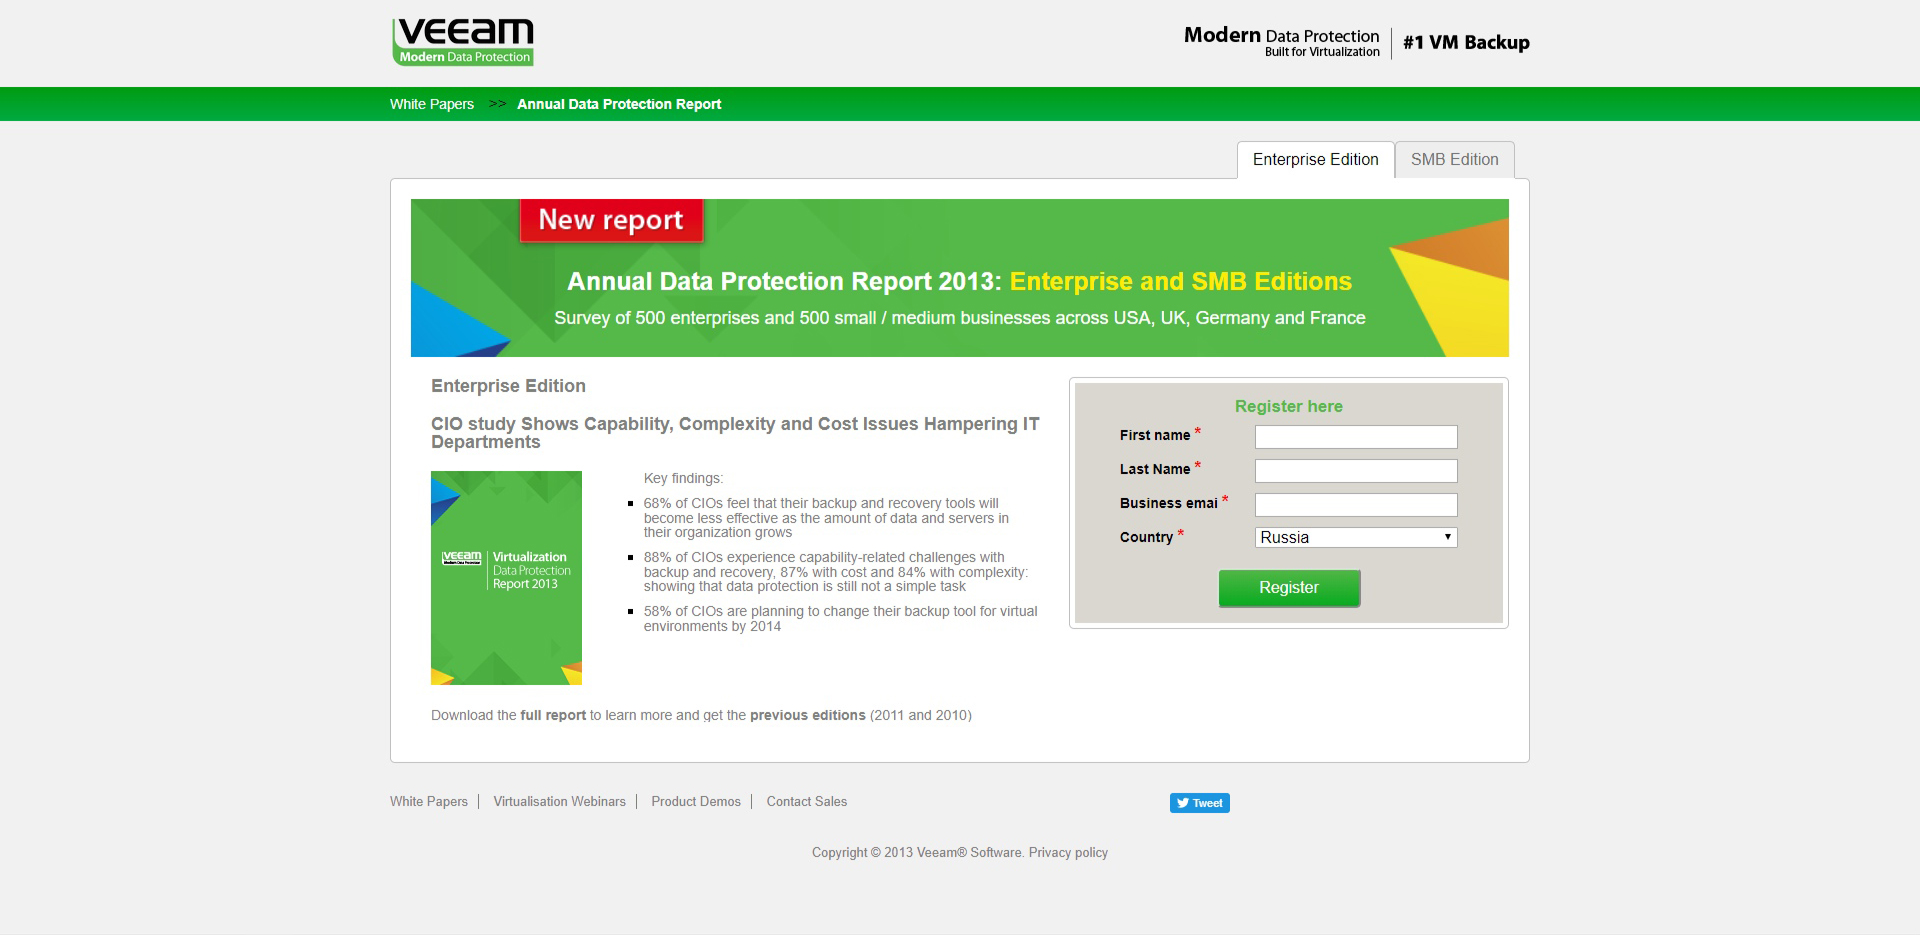 veeam
Modern Data Protection
Modern Data Protection
Built for Virtualization
#1 VM Backup
White Papers >> Annual Data Protection Report
Enterprise Edition
SMB Edition
New report
Annual Data Protection Report 2013: Enterprise and SMB Editions
Survey of 500 enterprises and 500 small / medium businesses across USA, UK, Germany and France
Enterprise Edition
CIO study Shows Capability, Complexity and Cost Issues Hampering IT
Departments
veeam
Modern Data Protection
Virtualization
Data Protection
Report 2013
Key findings:
68% of CIOs feel that their backup and recovery tools will
become less effective as the amount of data and servers in
their organization grows
88% of CIOs experience capability-related challenges with
backup and recovery, 87% with cost and 84% with complexity:
showing that data protection is still not a simple task
58% of CIOs are planning to change their backup tool for virtual
environments by 2014
Download the full report to learn more and get the previous editions (2011 and 2010)
Register here
First name *
Last Name *
Business emai *
Country *
Russia
Register
White Papers | Virtualisation Webinars | Product Demos | Contact Sales
Tweet
Copyright © 2013 Veeam® Software. Privacy policy